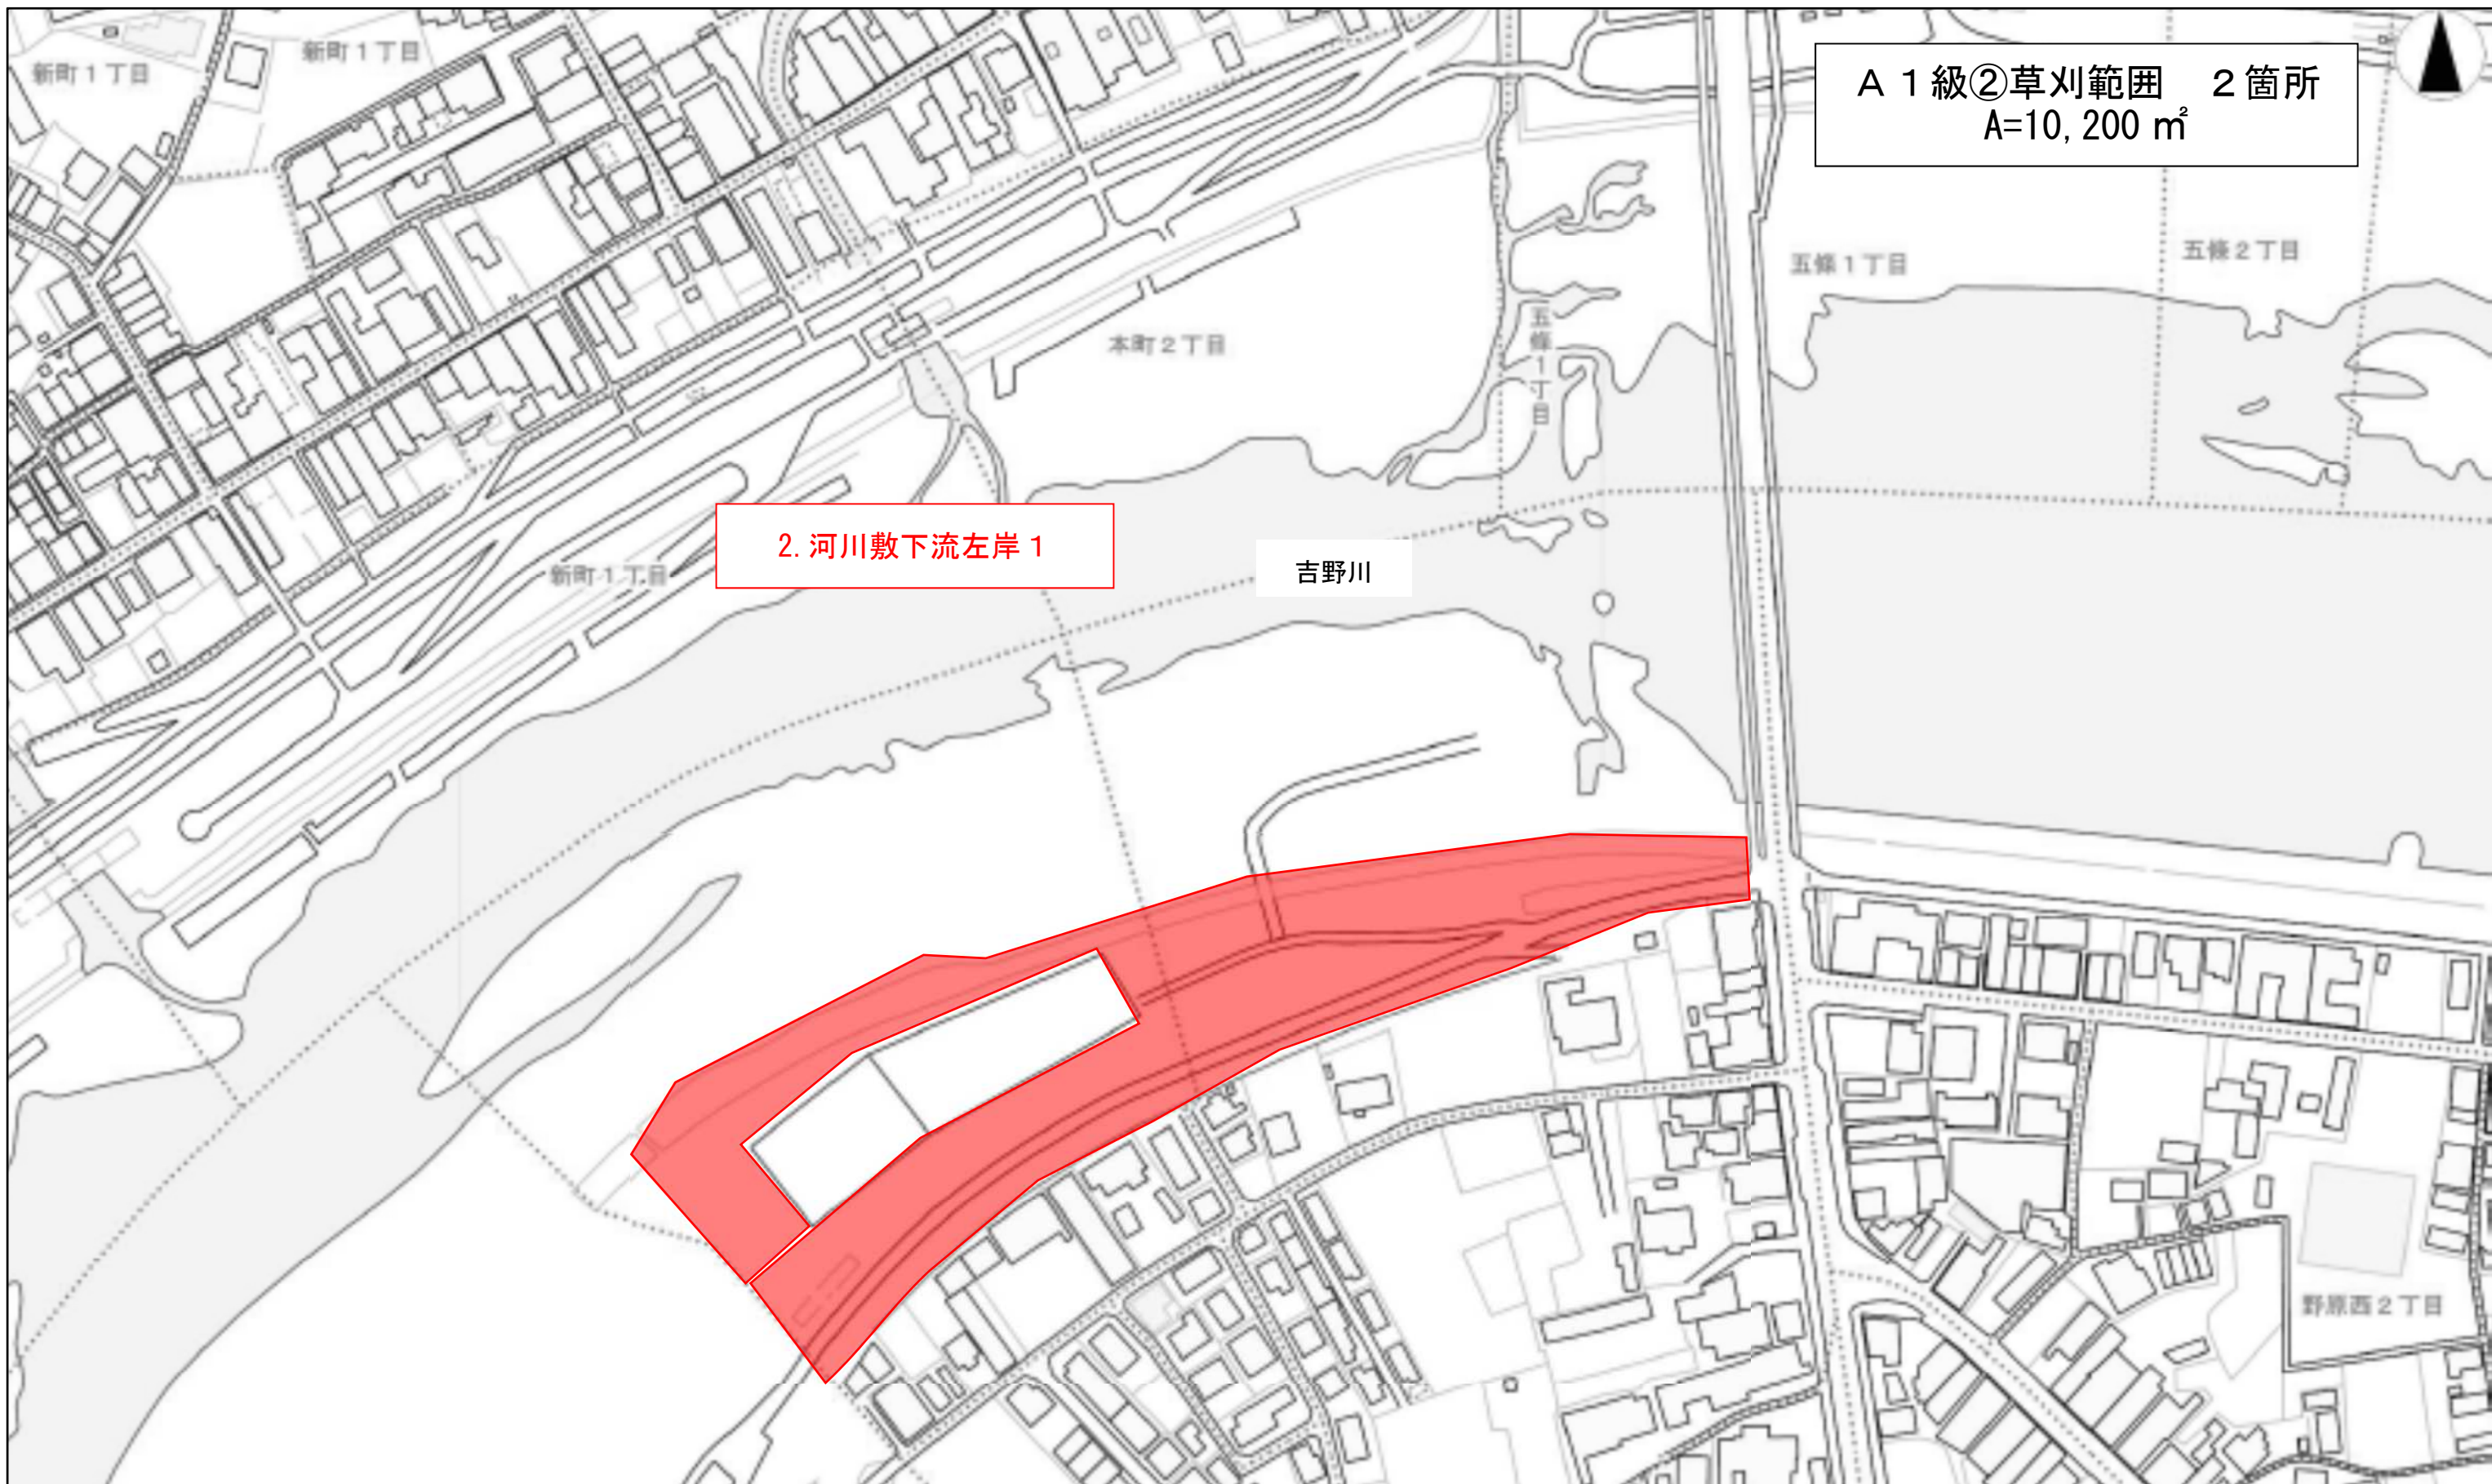 新町1丁目
新町1丁目
A 1級②草刈範囲 2箇所
A=10,200 ㎡
五條1丁目
五條2丁目
本町2丁目
五條1丁目
2.河川敷下流左岸1
吉野川
新町1丁目
野原西2丁目